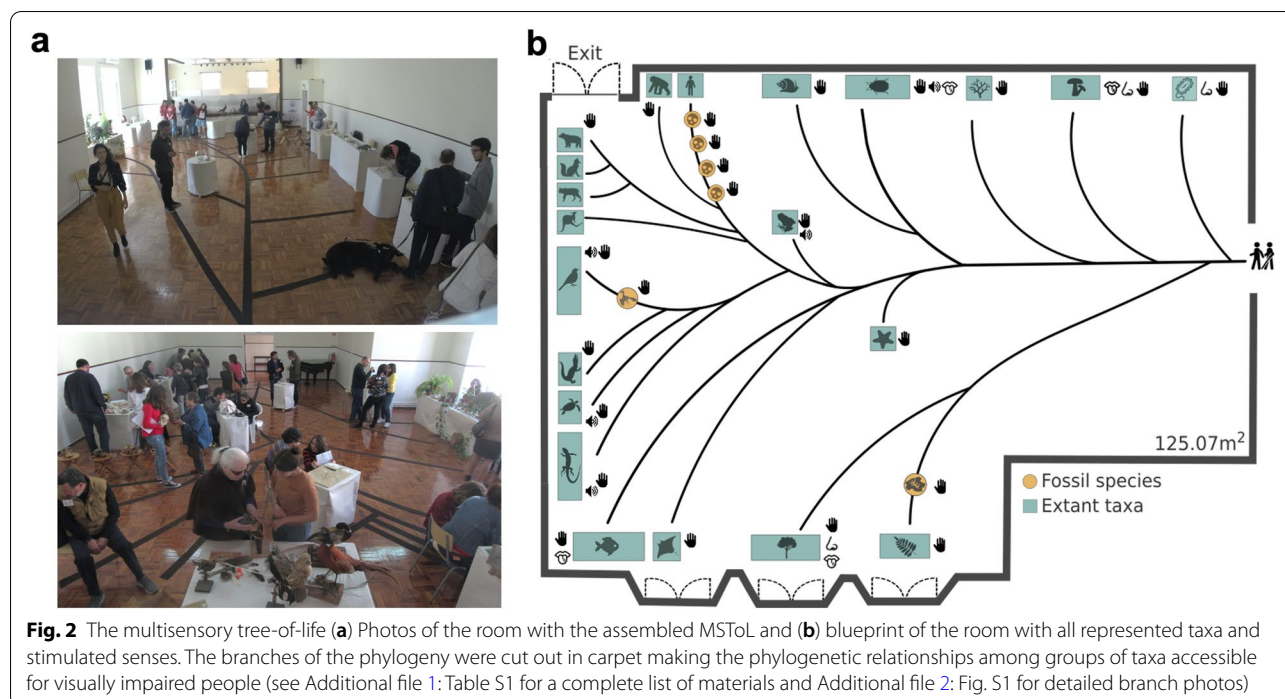 a
b
Exit
125.07m²
Fossil species
Extant taxa
Fig. 2 The multisensory tree-of-life (a) Photos of the room with the assembled MSToL and (b) blueprint of the room with all represented taxa and
stimulated senses. The branches of the phylogeny were cut out in carpet making the phylogenetic relationships among groups of taxa accessible
for visually impaired people (see Additional file 1: Table S1 for a complete list of materials and Additional file 2: Fig. S1 for detailed branch photos)